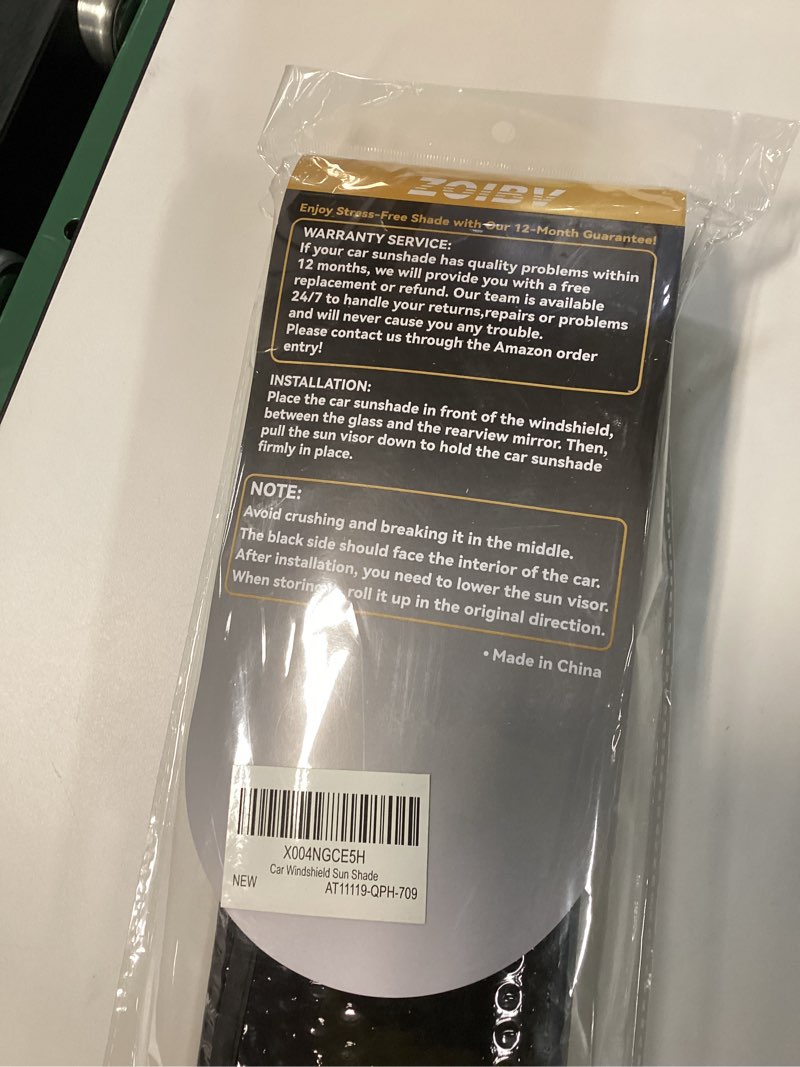 ZOIBY
Enjoy Stress-Free Shade with Our 12-Month Guarantee!
WARRANTY SERVICE:
If your car sunshade has quality problems within
12 months, we will provide you with a free
replacement or refund. Our team is available
24/7 to handle your returns,repairs or problems
and will never cause you any trouble.
Please contact us through the Amazon order
entry!
INSTALLATION:
Place the car sunshade in front of the windshield,
between the glass and the rearview mirror. Then,
pull the sun visor down to hold the car sunshade
firmly in place.
NOTE:
Avoid crushing and breaking it in the middle.
The black side should face the interior of the car.
After installation, you need to lower the sun visor.
When storing, roll it up in the original direction.
• Made in China
X004NGCE5H
Car Windshield Sun Shade
NEW AT11119-QPH-709